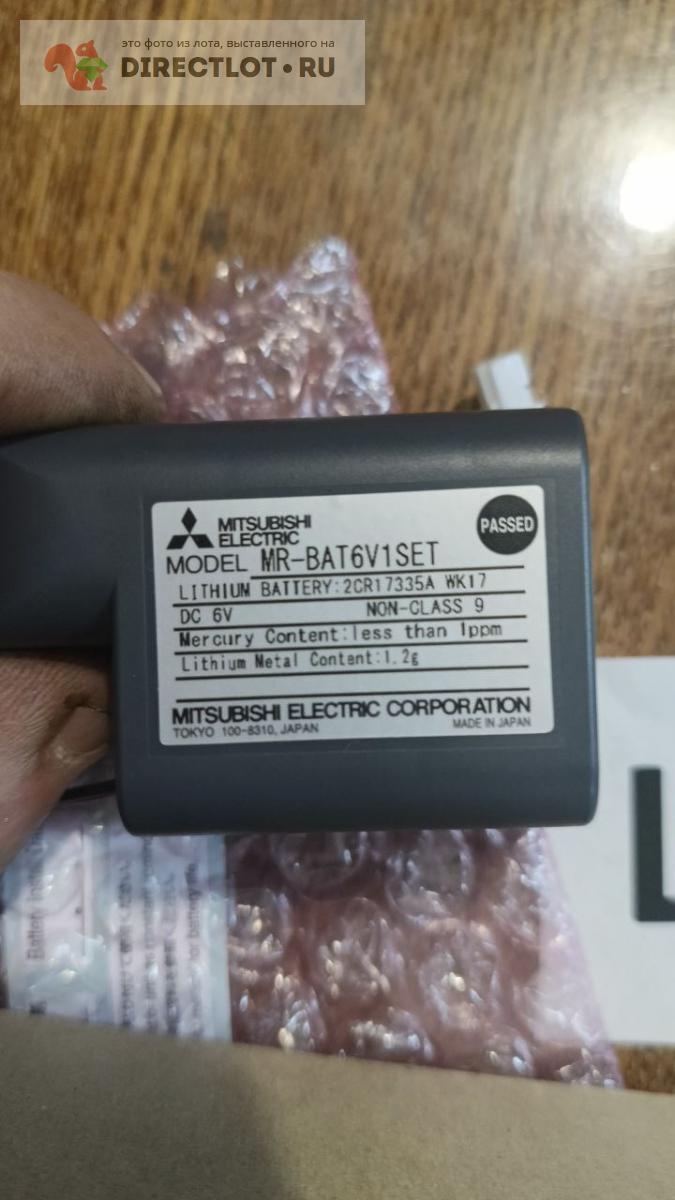 это фото из лота, выставленного на
DIRECTLOT•RU
MITSUBISHI
ELECTRIC
PASSED
MODEL MR-BAT6V1SET
LITHIUM BATTERY:2CR17335A WK17
DC 6V NON-CLASS 9
Mercury Content:less than 1ppm
Lithium Metal Content:1.2g
MITSUBISHI ELECTRIC CORPORATION
TOKYO 100-8310, JAPAN MADE IN JAPAN
L